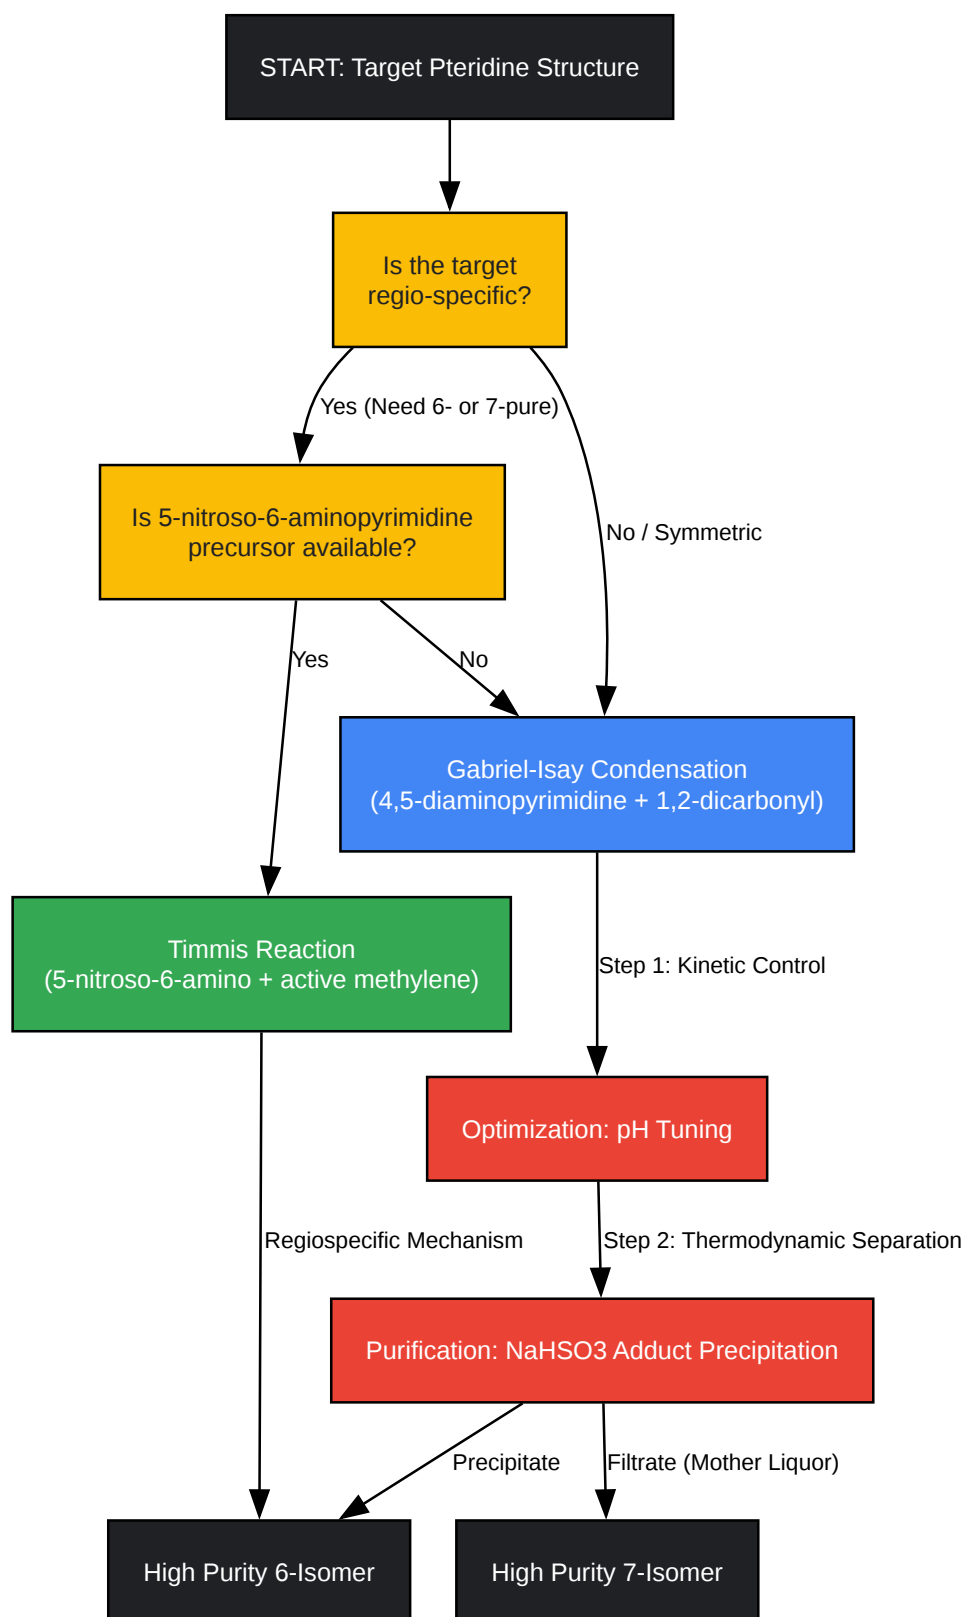 START: Target Pteridine Structure
Is the target
regio-specific?
Yes (Need 6- or 7-pure)
Is 5-nitroso-6-aminopyrimidine
precursor available?
No / Symmetric
Yes
No
Gabriel-Isay Condensation
(4,5-diaminopyrimidine + 1,2-dicarbonyl)
Timmis Reaction
(5-nitroso-6-amino + active methylene)
Step 1: Kinetic Control
Optimization: pH Tuning
Regiospecific Mechanism
Step 2: Thermodynamic Separation
Purification: NaHSO3 Adduct Precipitation
Precipitate
Filtrate (Mother Liquor)
High Purity 6-Isomer
High Purity 7-Isomer